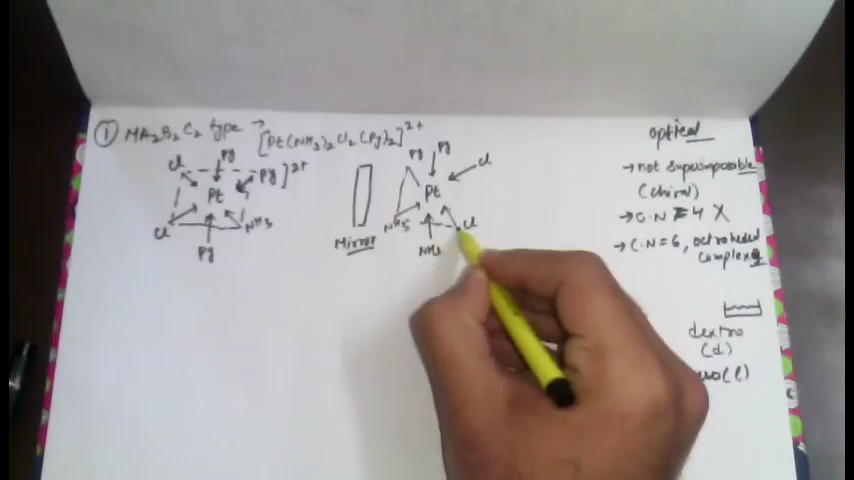 ① MA2B2C2 type →
[Pt(NH3)2Cl2(Py)2]2+
Cl Py Py]2+
Pt
Cl NH3
Py
Mirror
Py Py Cl
Pt
NH3 Cl
NH3
optical
→ not superimposable
(chiral)
→ C.N = 4 X
→ C.N = 6, octahedral
complexes
dextro
(d)
(l)